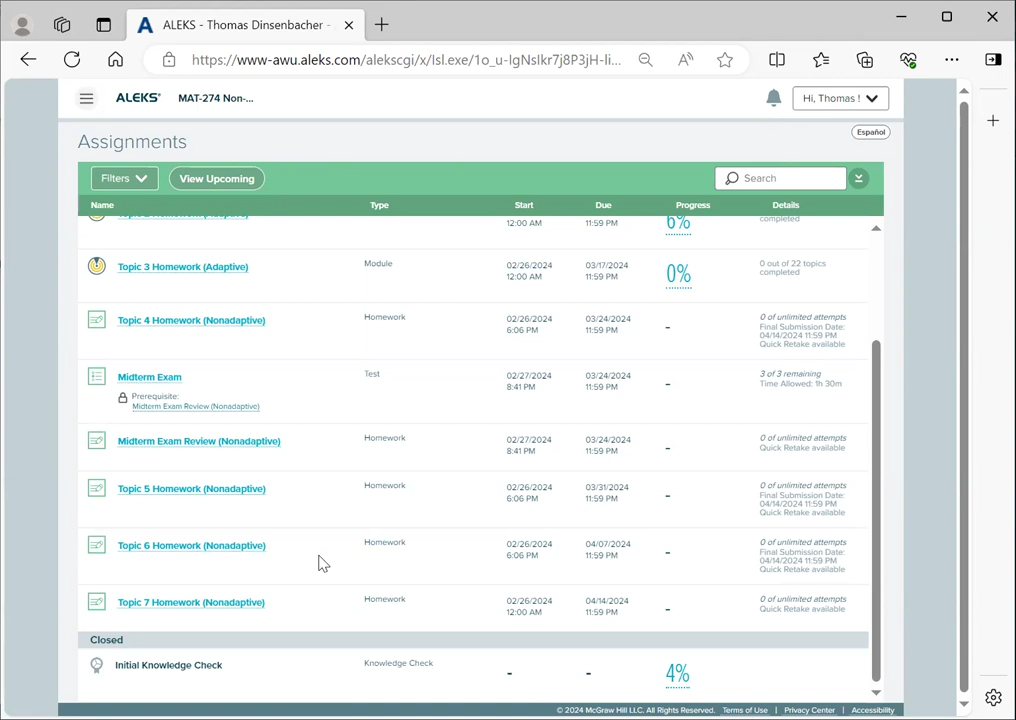 ALEKS - Thomas Dinsenbacher -
https://www-awu.aleks.com/alekscgi/x/Isl.exe/1o_u-IgNsIkr7j8P3jH-Ii...
ALEKS® MAT-274 Non-...
Hi, Thomas !
Assignments
Español
Filters View Upcoming
Search
Name Type Start Due Progress Details
12:00 AM 11:59 PM 6% completed
Topic 3 Homework (Adaptive) Module 02/26/2024 03/17/2024 0% 0 out of 22 topics
12:00 AM 11:59 PM completed
Topic 4 Homework (Nonadaptive) Homework 02/26/2024 03/24/2024 - 0 of unlimited attempts
6:06 PM 11:59 PM Final Submission Date:
04/14/2024 11:59 PM
Quick Retake available
Midterm Exam Test 02/27/2024 03/24/2024 - 3 of 3 remaining
8:41 PM 11:59 PM Time Allowed: 1h 30m
Prerequisite:
Midterm Exam Review (Nonadaptive)
Midterm Exam Review (Nonadaptive) Homework 02/27/2024 03/24/2024 - 0 of unlimited attempts
8:41 PM 11:59 PM Quick Retake available
Topic 5 Homework (Nonadaptive) Homework 02/26/2024 03/31/2024 - 0 of unlimited attempts
6:06 PM 11:59 PM Final Submission Date:
04/14/2024 11:59 PM
Quick Retake available
Topic 6 Homework (Nonadaptive) Homework 02/26/2024 04/07/2024 - 0 of unlimited attempts
6:06 PM 11:59 PM Final Submission Date:
04/14/2024 11:59 PM
Quick Retake available
Topic 7 Homework (Nonadaptive) Homework 02/26/2024 04/14/2024 - 0 of unlimited attempts
12:00 AM 11:59 PM Quick Retake available
Closed
Initial Knowledge Check Knowledge Check - - 4%
© 2024 McGraw Hill LLC. All Rights Reserved. Terms of Use | Privacy Center | Accessibility